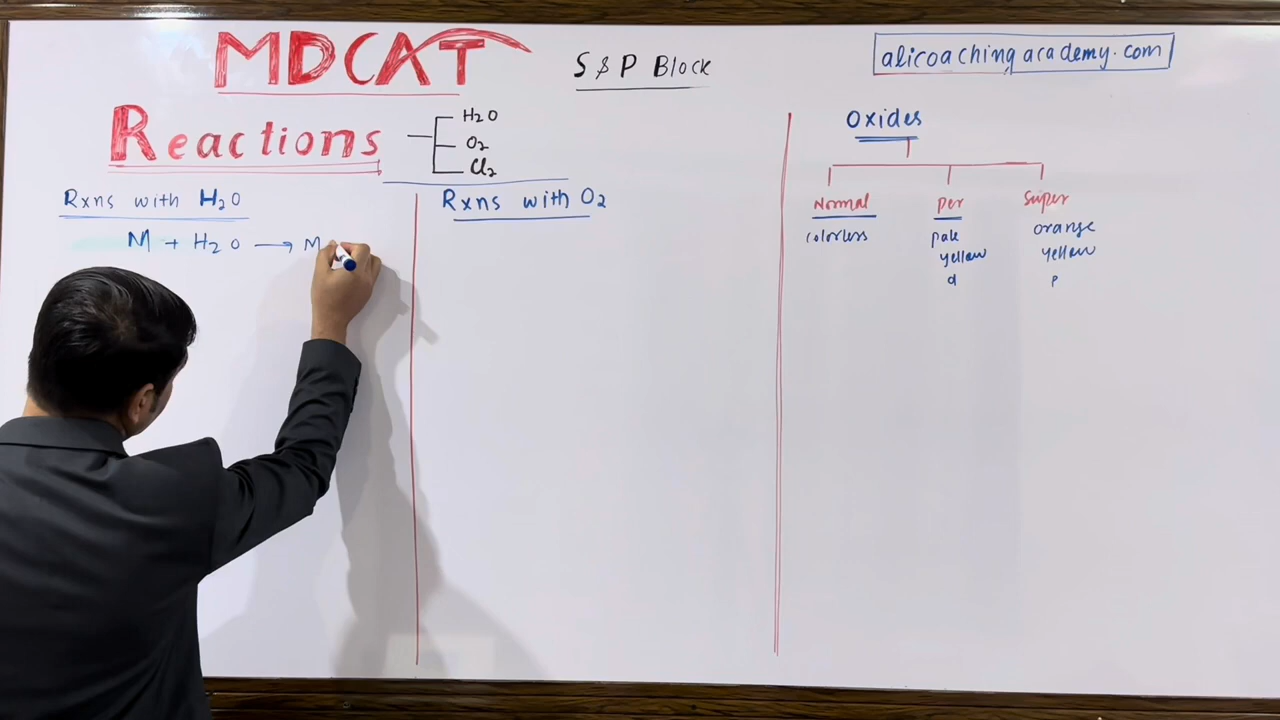 MDCAT
S & P Block
alicoachingacademy.com
Reactions
H2O
O2
Cl2
Rxns with H2O
M + H2O → M
Rxns with O2
Oxides
Normal
colorless
Per
pale
yellow
d
Super
orange
yellow
p